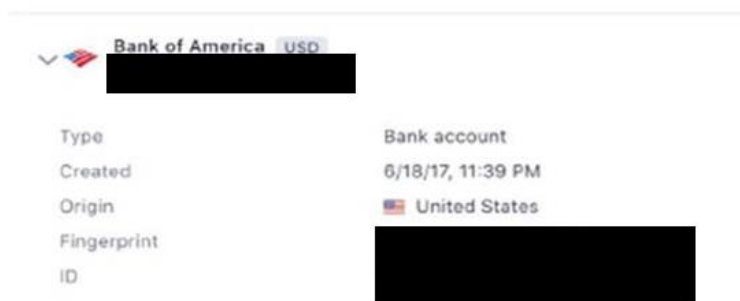 Bank of America USD
Type Bank account
Created 6/18/17, 11:39 PM
Origin United States
Fingerprint
ID